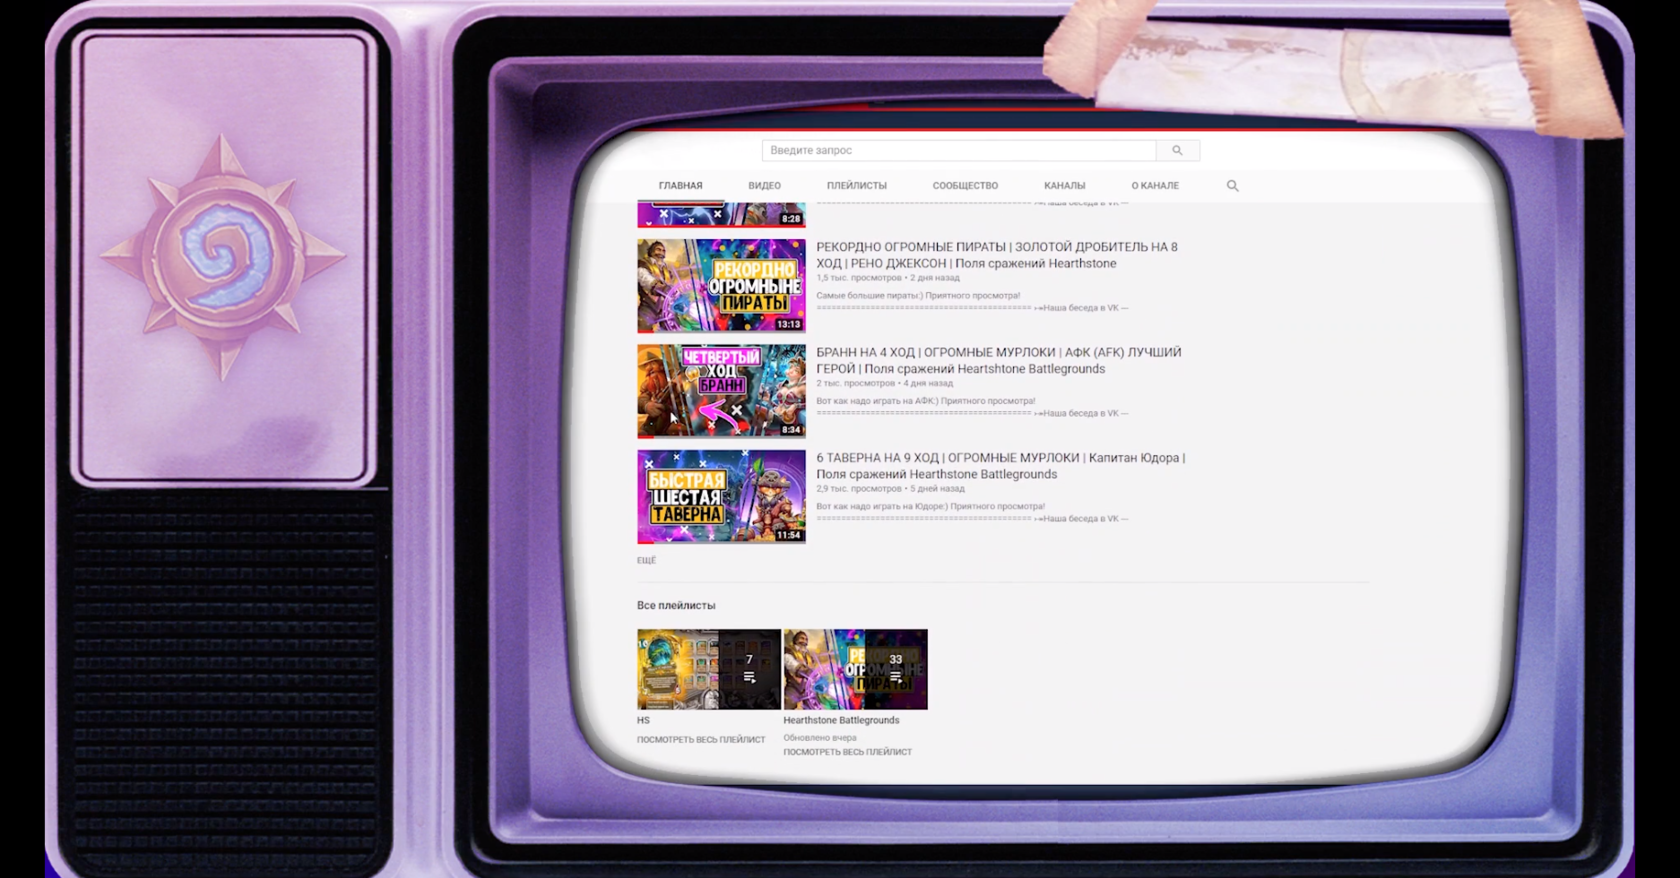 Введите запрос
ГЛАВНАЯ ВИДЕО ПЛЕЙЛИСТЫ СООБЩЕСТВО КАНАЛЫ О КАНАЛЕ
=========================================== ➳Наша беседа в VK —
8:28
РЕКОРДНО
ОГРОМНЫНЕ
ПИРАТЫ
13:13
РЕКОРДНО ОГРОМНЫЕ ПИРАТЫ | ЗОЛОТОЙ ДРОБИТЕЛЬ НА 8
ХОД | РЕНО ДЖЕКСОН | Поля сражений Hearthstone
1,5 тыс. просмотров • 2 дня назад
Самые большие пираты:) Приятного просмотра!
=========================================== ➳Наша беседа в VK —
ЧЕТВЕРТЫЙ
ХОД
БРАНН
8:34
БРАНН НА 4 ХОД | ОГРОМНЫЕ МУРЛОКИ | АФК (AFK) ЛУЧШИЙ
ГЕРОЙ | Поля сражений Heartshtone Battlegrounds
2 тыс. просмотров • 4 дня назад
Вот как надо играть на АФК:) Приятного просмотра!
=========================================== ➳Наша беседа в VK —
БЫСТРАЯ
ШЕСТАЯ
ТАВЕРНА
11:54
6 ТАВЕРНА НА 9 ХОД | ОГРОМНЫЕ МУРЛОКИ | Капитан Юдора |
Поля сражений Hearthstone Battlegrounds
2,9 тыс. просмотров • 5 дней назад
Вот как надо играть на Юдоре:) Приятного просмотра!
=========================================== ➳Наша беседа в VK —
ЕЩЁ
Все плейлисты
7
33
HS
ПОСМОТРЕТЬ ВЕСЬ ПЛЕЙЛИСТ
Hearthstone Battlegrounds
Обновлено вчера
ПОСМОТРЕТЬ ВЕСЬ ПЛЕЙЛИСТ